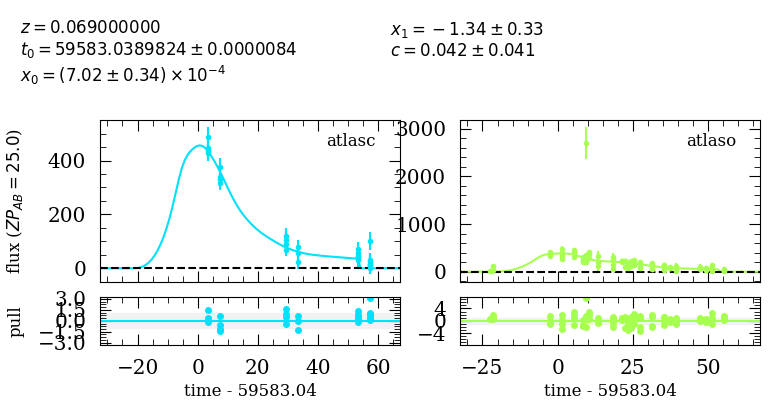 z = 0.069000000
t₀ = 59583.0389824 ± 0.0000084
x₀ = (7.02 ± 0.34) × 10⁻⁴
x₁ = −1.34 ± 0.33
c = 0.042 ± 0.041
flux (ZP_AB = 25.0)
400
200
0
atlasc
3000
2000
1000
0
atlaso
pull
3.0
1.5
0.0
−1.5
−3.0
−20 0 20 40 60
time - 59583.04
4
0
−4
−25 0 25 50
time - 59583.04